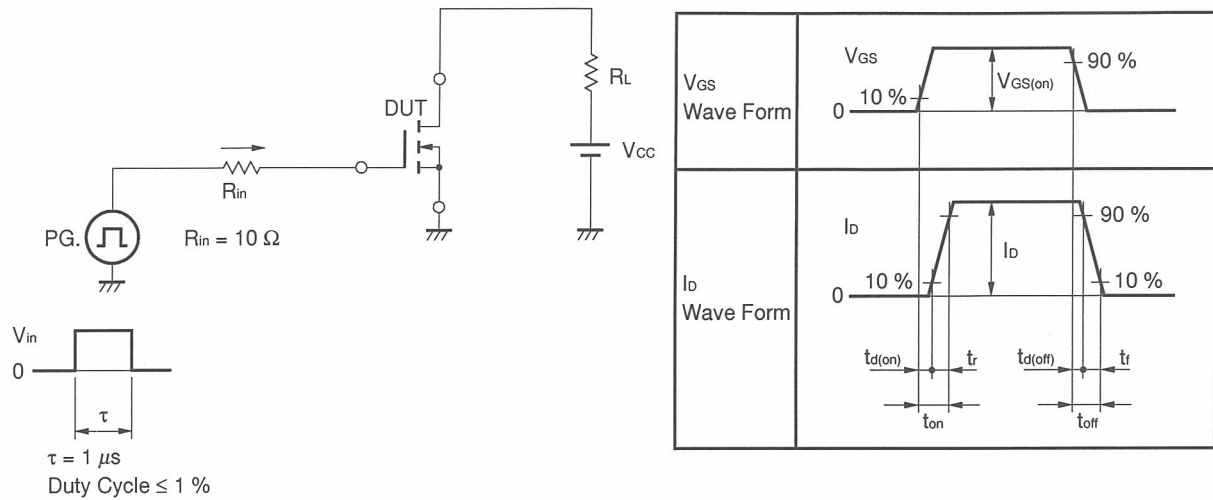 DUT
RL
VCC
Rin
PG.
Rin = 10 Ω
Vin
0
τ
τ = 1 μs
Duty Cycle ≤ 1 %
VGS
Wave Form
VGS
10 %
0
VGS(on)
90 %
ID
Wave Form
ID
10 %
0
ID
90 %
10 %
td(on)
tr
td(off)
tf
ton
toff